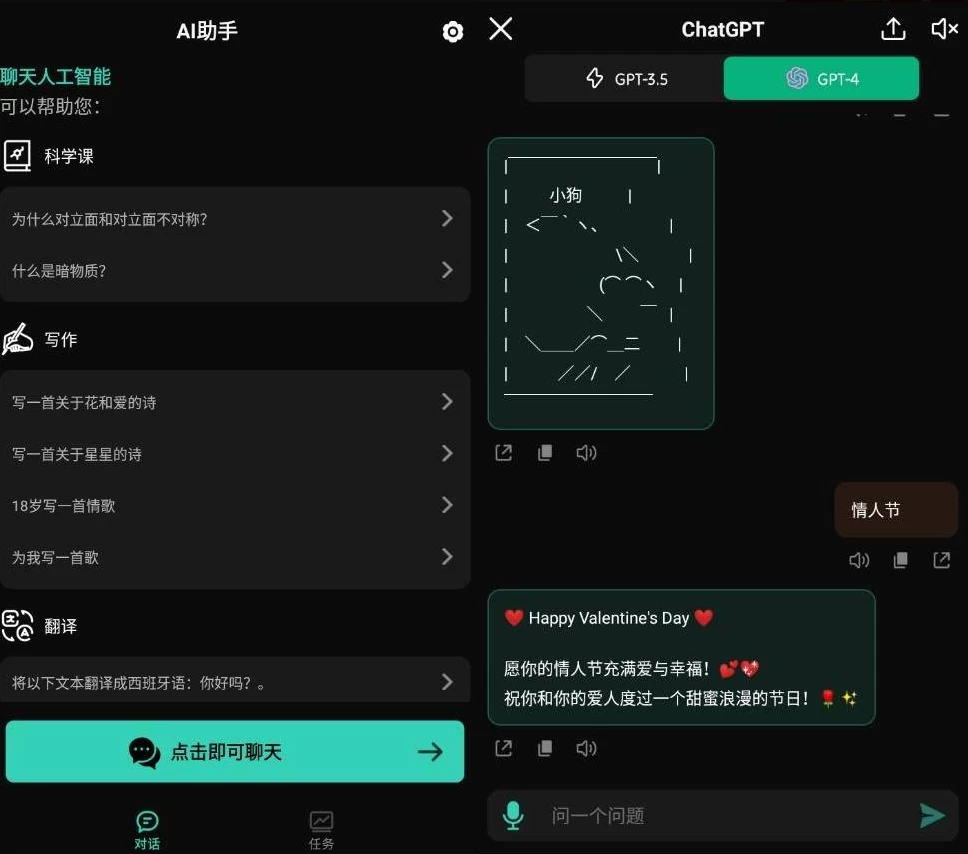 AI助手
聊天人工智能
可以帮助您：
科学课
为什么对立面和对立面不对称？
什么是暗物质？
写作
写一首关于花和爱的诗
写一首关于星星的诗
18岁写一首情歌
为我写一首歌
翻译
将以下文本翻译成西班牙语：你好吗？。
点击即可聊天
对话
任务
ChatGPT
GPT-3.5
GPT-4
小狗
情人节
❤️ Happy Valentine's Day ❤️
愿你的情人节充满爱与幸福！💕💖
祝你和你的爱人度过一个甜蜜浪漫的节日！🌹✨
问一个问题